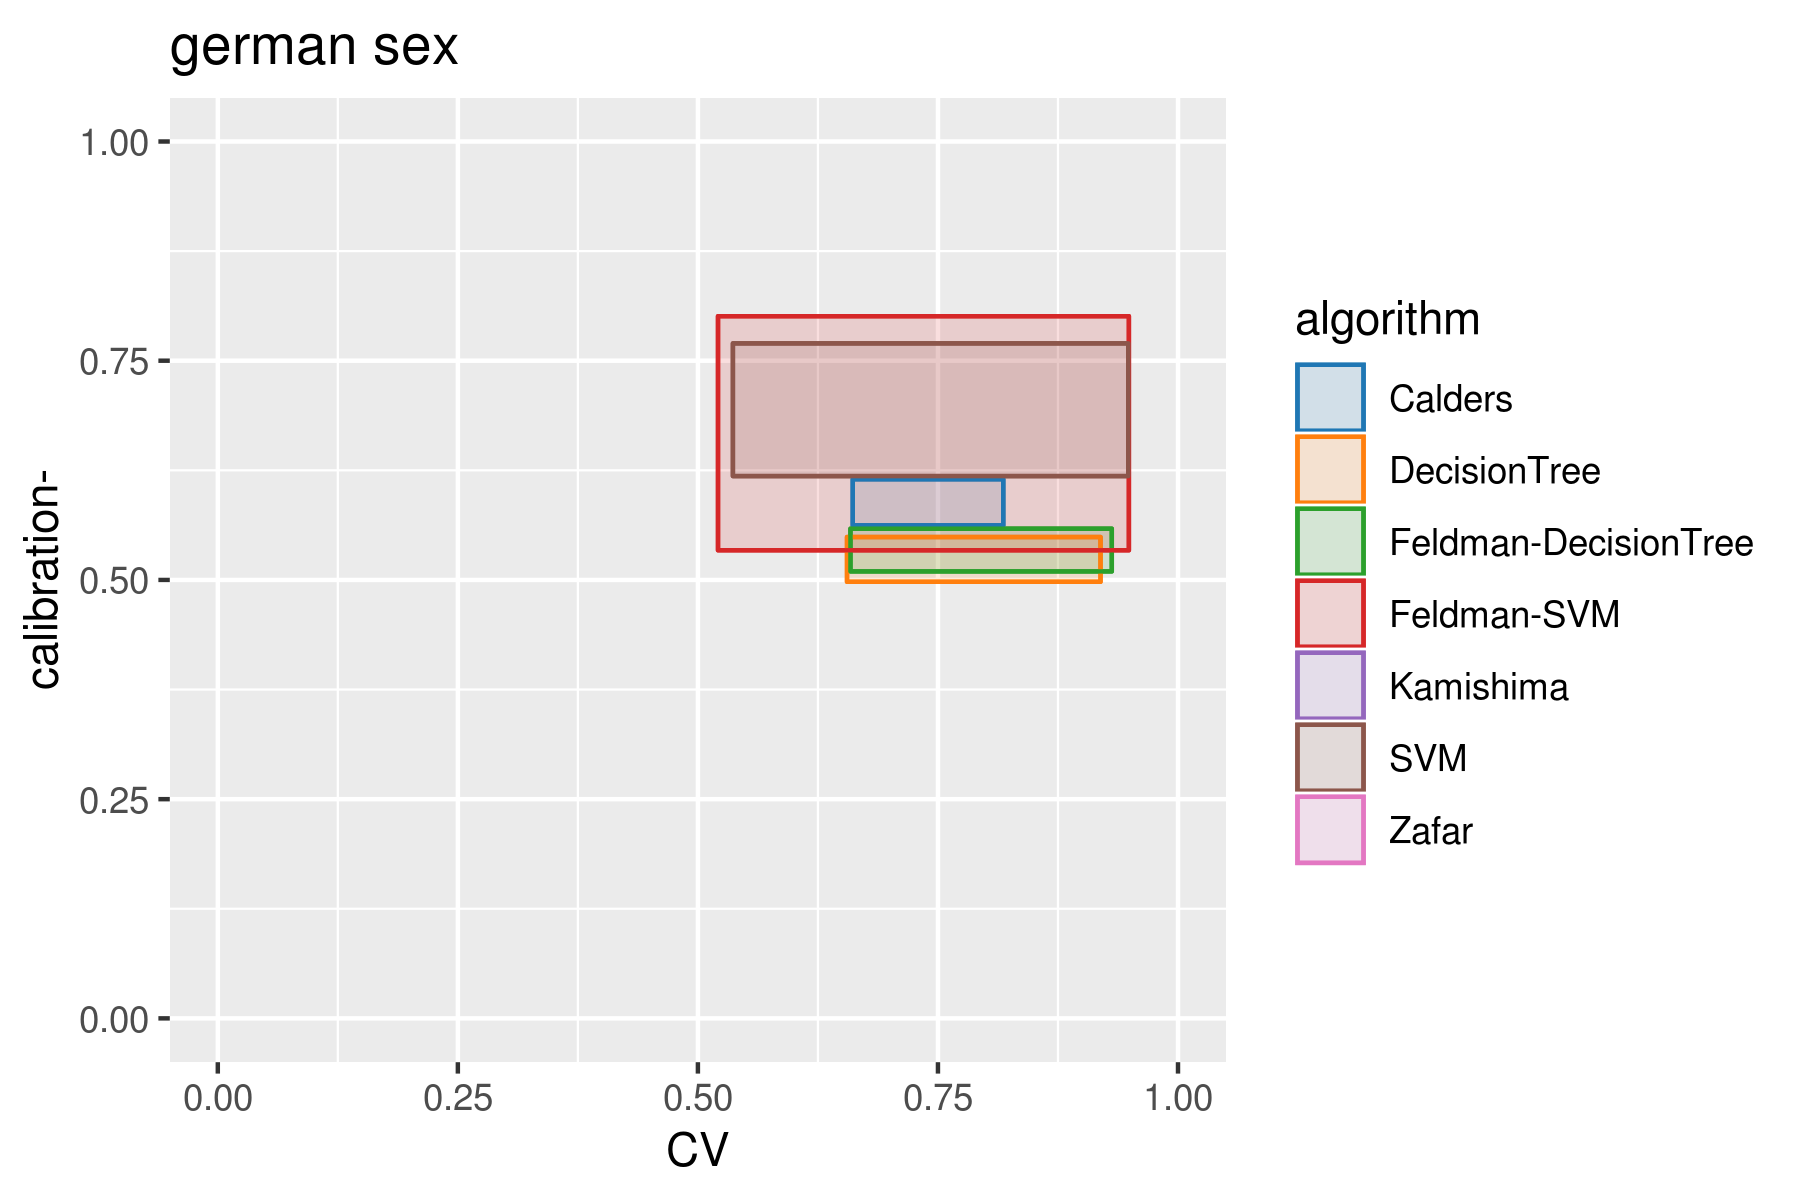 german sex
1.00
0.75
0.50
0.25
0.00
calibration-
0.00 0.25 0.50 0.75 1.00
CV
algorithm
Calders
DecisionTree
Feldman-DecisionTree
Feldman-SVM
Kamishima
SVM
Zafar